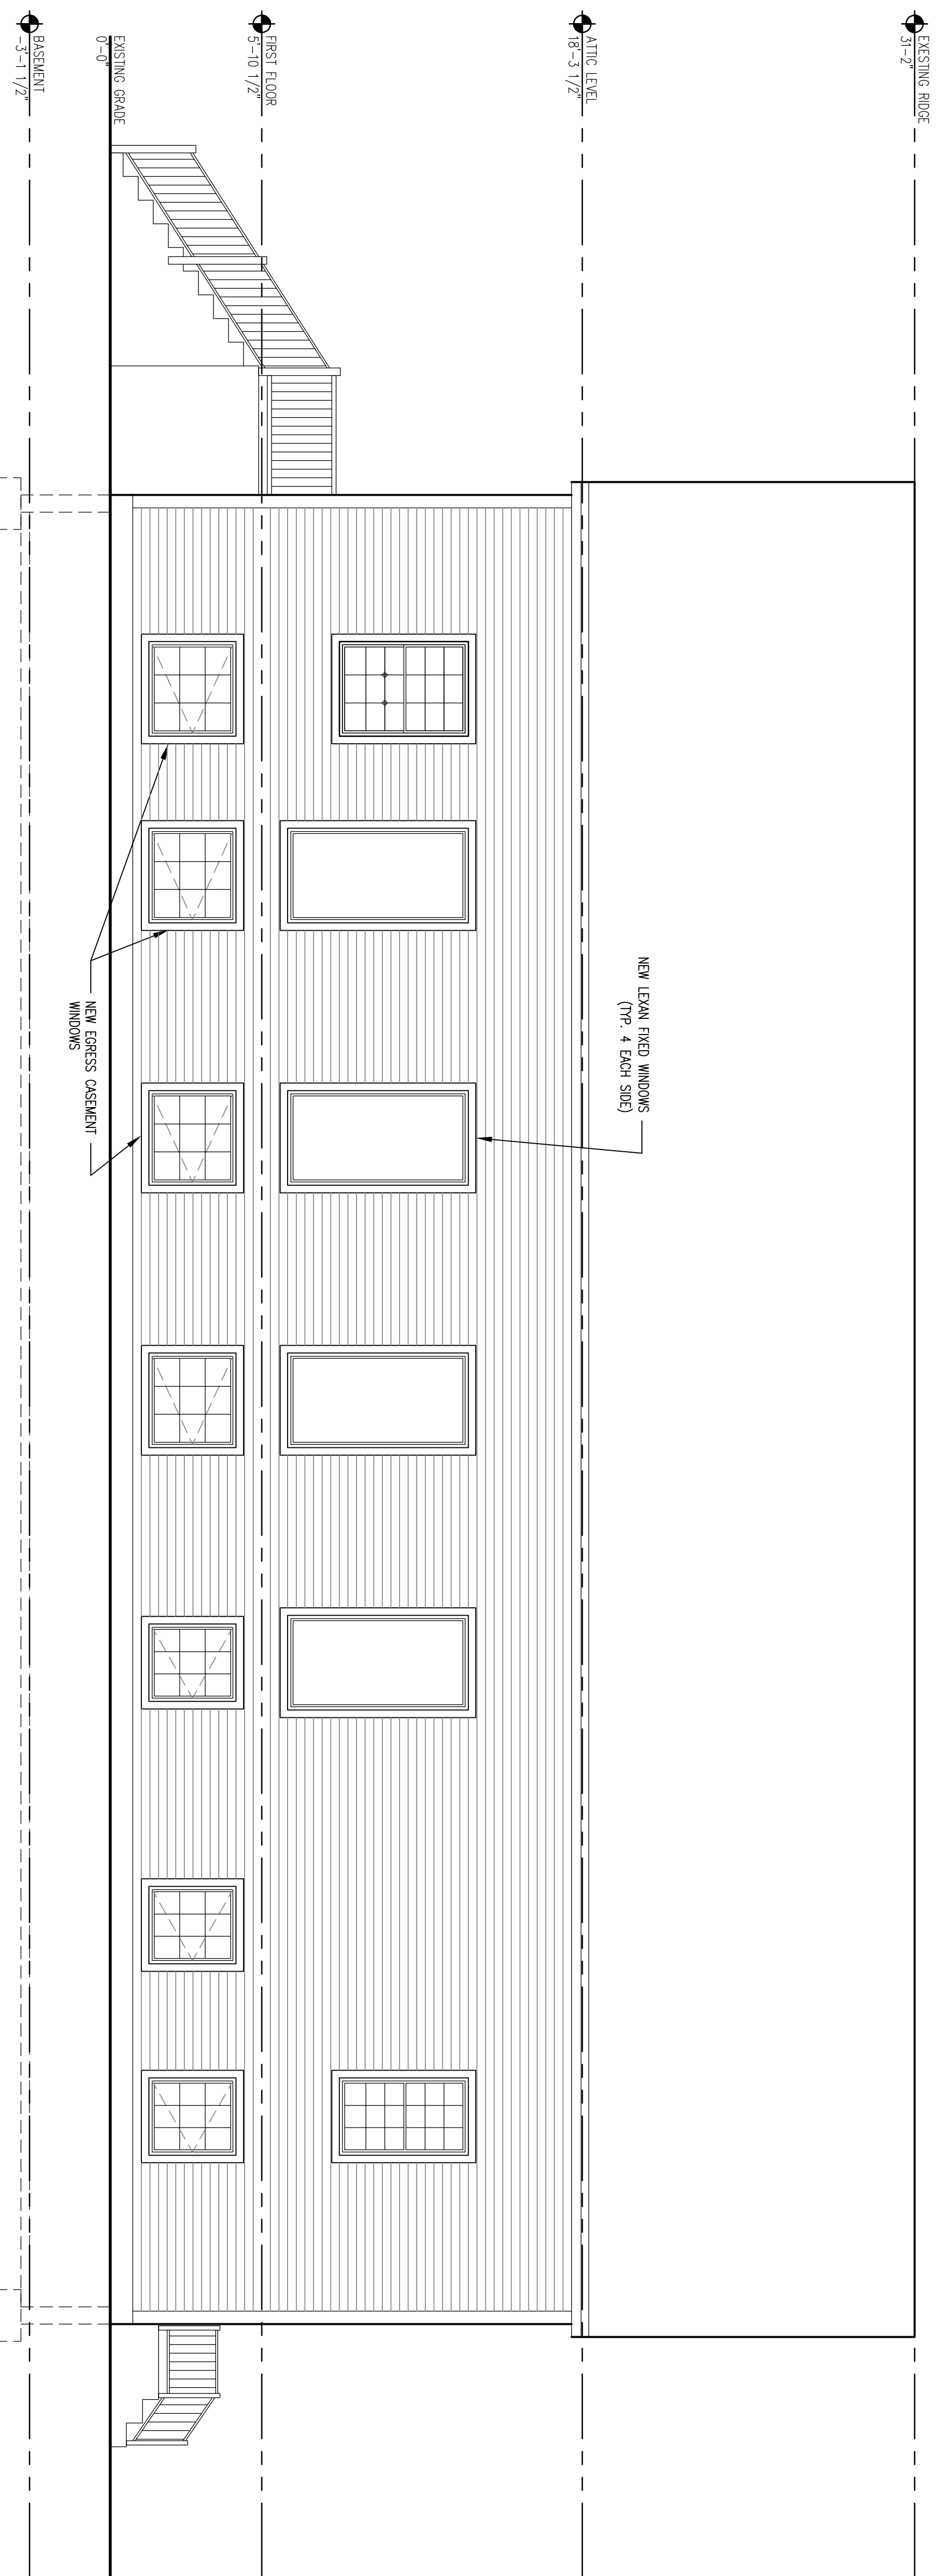 EXESTING RIDGE
31-2"
ATTIC LEVEL
18'-3 1/2"
FIRST FLOOR
5'-10 1/2"
EXISTING GRADE
0'-0"
BASEMENT
-3'-1 1/2"
NEW LEXAN FIXED WINDOWS
(TYP. 4 EACH SIDE)
NEW EGRESS CASEMENT
WINDOWS